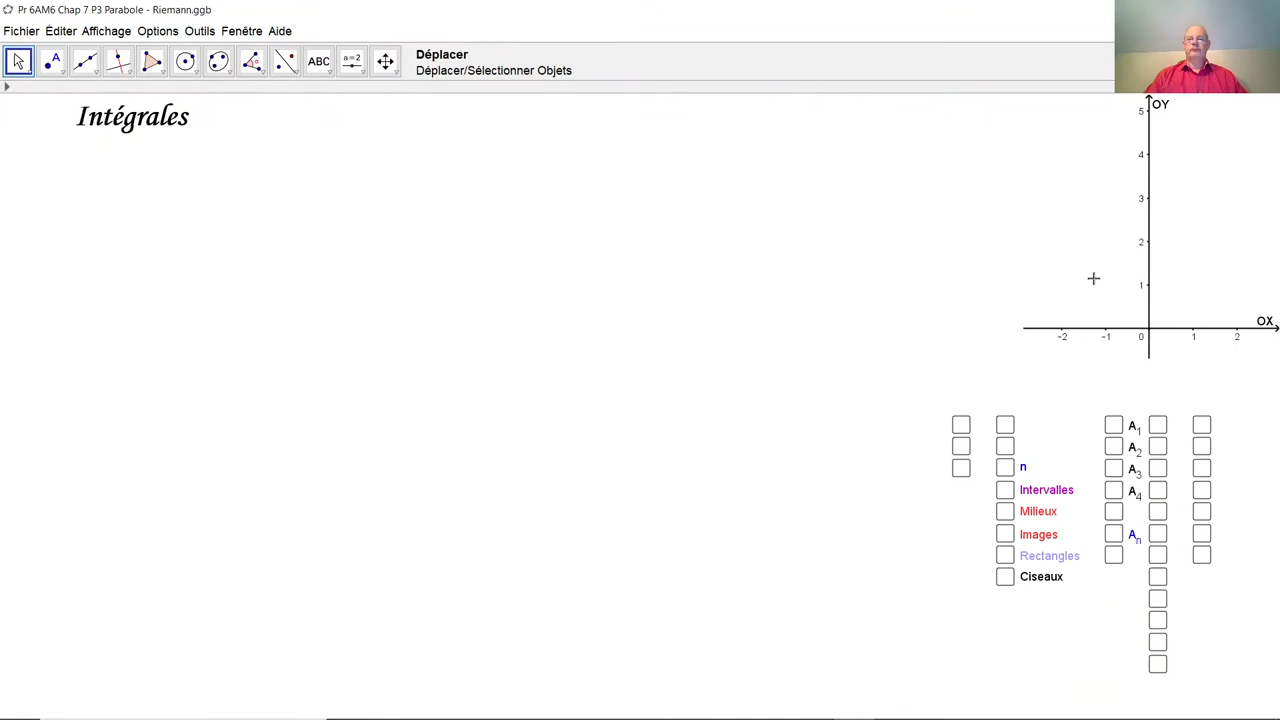 Pr 6AM6 Chap 7 P3 Parabole - Riemann.ggb
Fichier Éditer Affichage Options Outils Fenêtre Aide
A ABC a=2
Déplacer
Déplacer/Sélectionner Objets
Intégrales
OY
5
4
3
2
1
OX
-2 -1 0 1 2
A1
A2
n A3
Intervalles A4
Milieux
Images An
Rectangles
Ciseaux